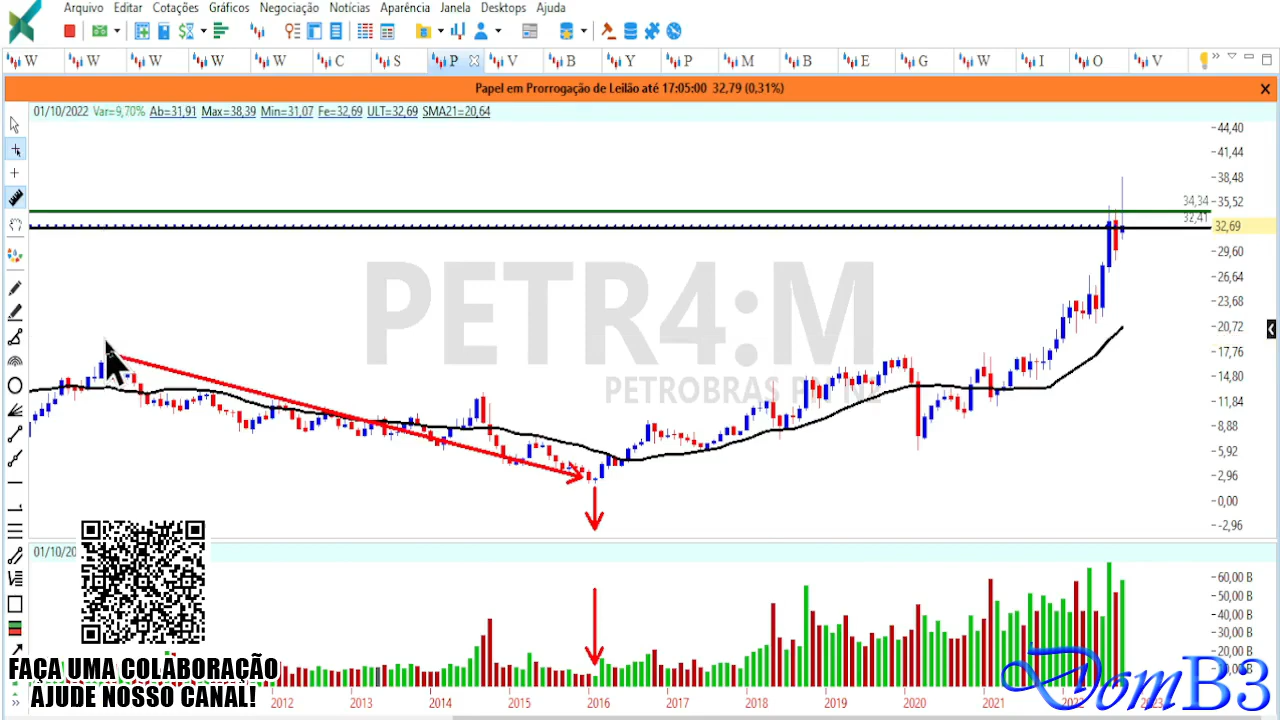 Arquivo Editar Cotações Gráficos Negociação Notícias Aparência Janela Desktops Ajuda
W W W W W C S P V B Y P M B E G W I O V
Papel em Prorrogação de Leilão até 17:05:00 32,79 (0,31%)
01/10/2022 Var=9,70% Ab=31,91 Max=38,39 Min=31,07 Fe=32,69 ULT=32,69 SMA21=20,64
44,40
41,44
38,48
34,34
35,52
32,41
32,69
29,60
26,64
23,68
20,72
17,76
14,80
11,84
8,88
5,92
2,96
0,00
-2,96
PETR4:M
PETROBRAS
01/10/20
60,00 B
50,00 B
40,00 B
30,00 B
20,00 B
FAÇA UMA COLABORAÇÃO
AJUDE NOSSO CANAL!
2012 2013 2014 2015 2016 2017 2018 2019 2020 2021 2022
DomB3